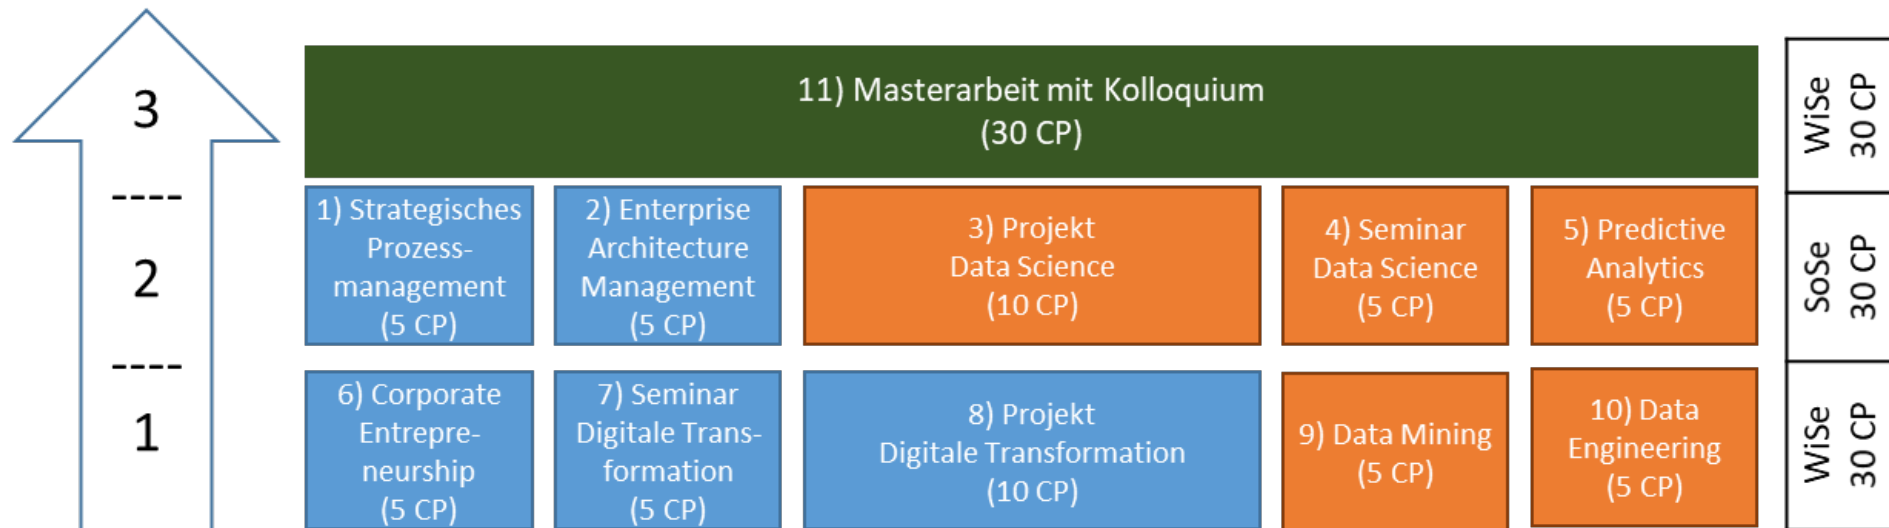 3
----
2
----
1
11) Masterarbeit mit Kolloquium
(30 CP)
WiSe
30 CP
1) Strategisches
Prozess-
management
(5 CP)
2) Enterprise
Architecture
Management
(5 CP)
3) Projekt
Data Science
(10 CP)
4) Seminar
Data Science
(5 CP)
5) Predictive
Analytics
(5 CP)
SoSe
30 CP
6) Corporate
Entrepre-
neurship
(5 CP)
7) Seminar
Digitale Trans-
formation
(5 CP)
8) Projekt
Digitale Transformation
(10 CP)
9) Data Mining
(5 CP)
10) Data
Engineering
(5 CP)
WiSe
30 CP